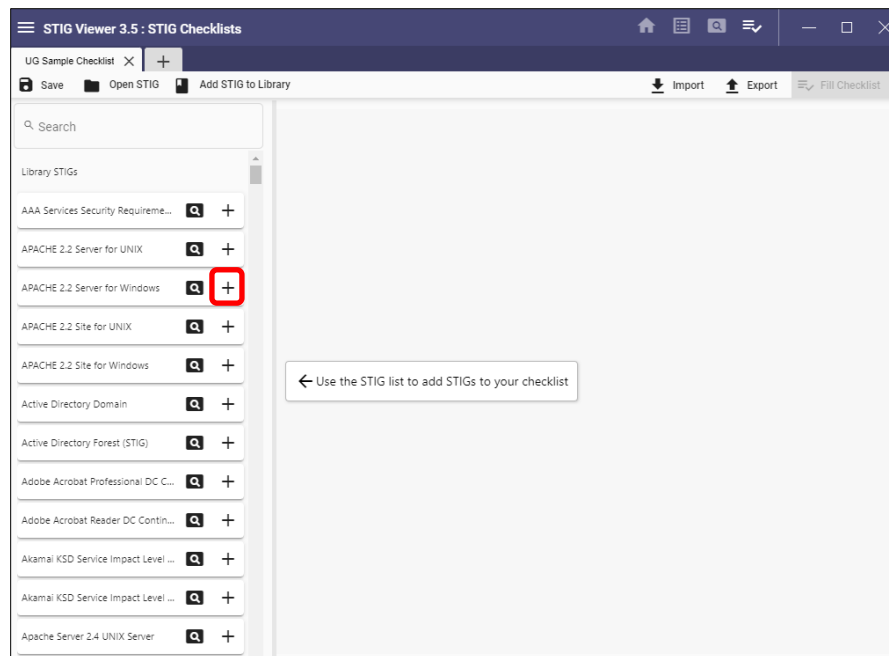 STIG Viewer 3.5 : STIG Checklists
UG Sample Checklist
Save Open STIG Add STIG to Library Import Export Fill Checklist
Search
Library STIGs
AAA Services Security Requireme...
APACHE 2.2 Server for UNIX
APACHE 2.2 Server for Windows
APACHE 2.2 Site for UNIX
APACHE 2.2 Site for Windows
Use the STIG list to add STIGs to your checklist
Active Directory Domain
Active Directory Forest (STIG)
Adobe Acrobat Professional DC C...
Adobe Acrobat Reader DC Contin...
Akamai KSD Service Impact Level ...
Akamai KSD Service Impact Level ...
Apache Server 2.4 UNIX Server